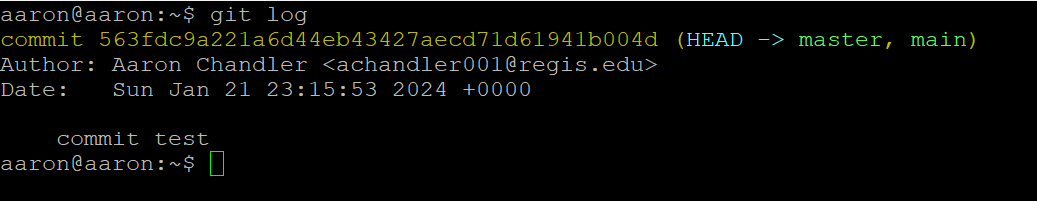 aaron@aaron:~$ git log
commit 563fdc9a221a6d44eb43427aecd71d61941b004d (HEAD -> master, main)
Author: Aaron Chandler <achandler001@regis.edu>
Date:   Sun Jan 21 23:15:53 2024 +0000

    commit test
aaron@aaron:~$